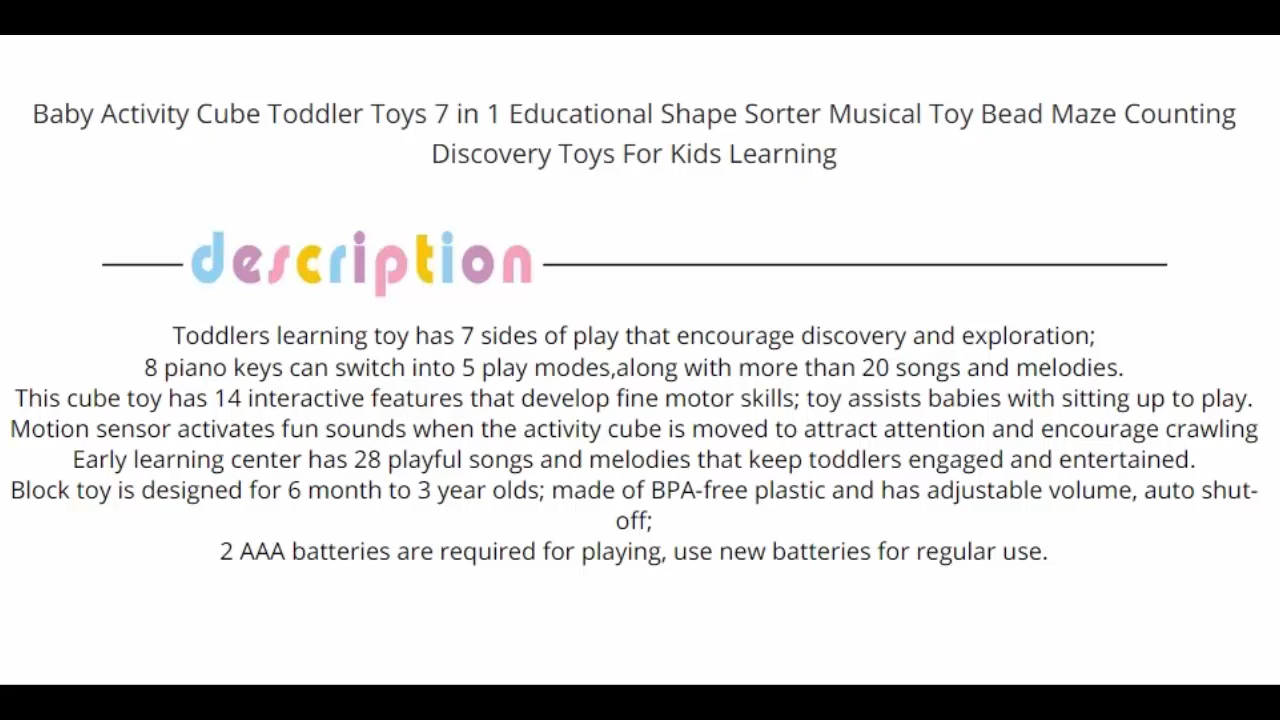 Baby Activity Cube Toddler Toys 7 in 1 Educational Shape Sorter Musical Toy Bead Maze Counting
Discovery Toys For Kids Learning
description
Toddlers learning toy has 7 sides of play that encourage discovery and exploration;
8 piano keys can switch into 5 play modes,along with more than 20 songs and melodies.
This cube toy has 14 interactive features that develop fine motor skills; toy assists babies with sitting up to play.
Motion sensor activates fun sounds when the activity cube is moved to attract attention and encourage crawling
Early learning center has 28 playful songs and melodies that keep toddlers engaged and entertained.
Block toy is designed for 6 month to 3 year olds; made of BPA-free plastic and has adjustable volume, auto shut-
off;
2 AAA batteries are required for playing, use new batteries for regular use.